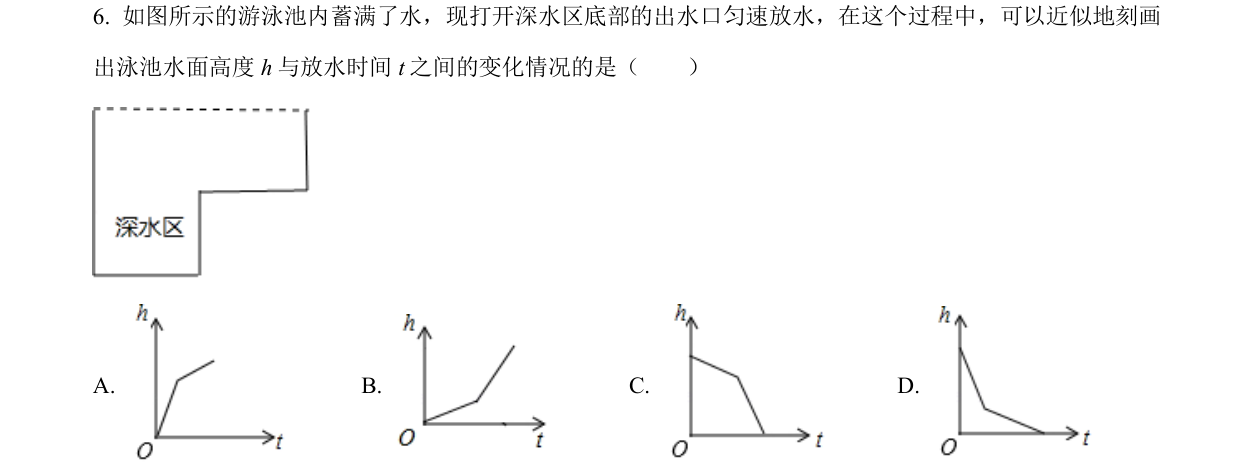 6. 如图所示的游泳池内蓄满了水，现打开深水区底部的出水口匀速放水，在这个过程中，可以近似地刻画
出泳池水面高度 h 与放水时间 t 之间的变化情况的是（　　）
深水区
A. h O t B. h O t C. h O t D. h O t